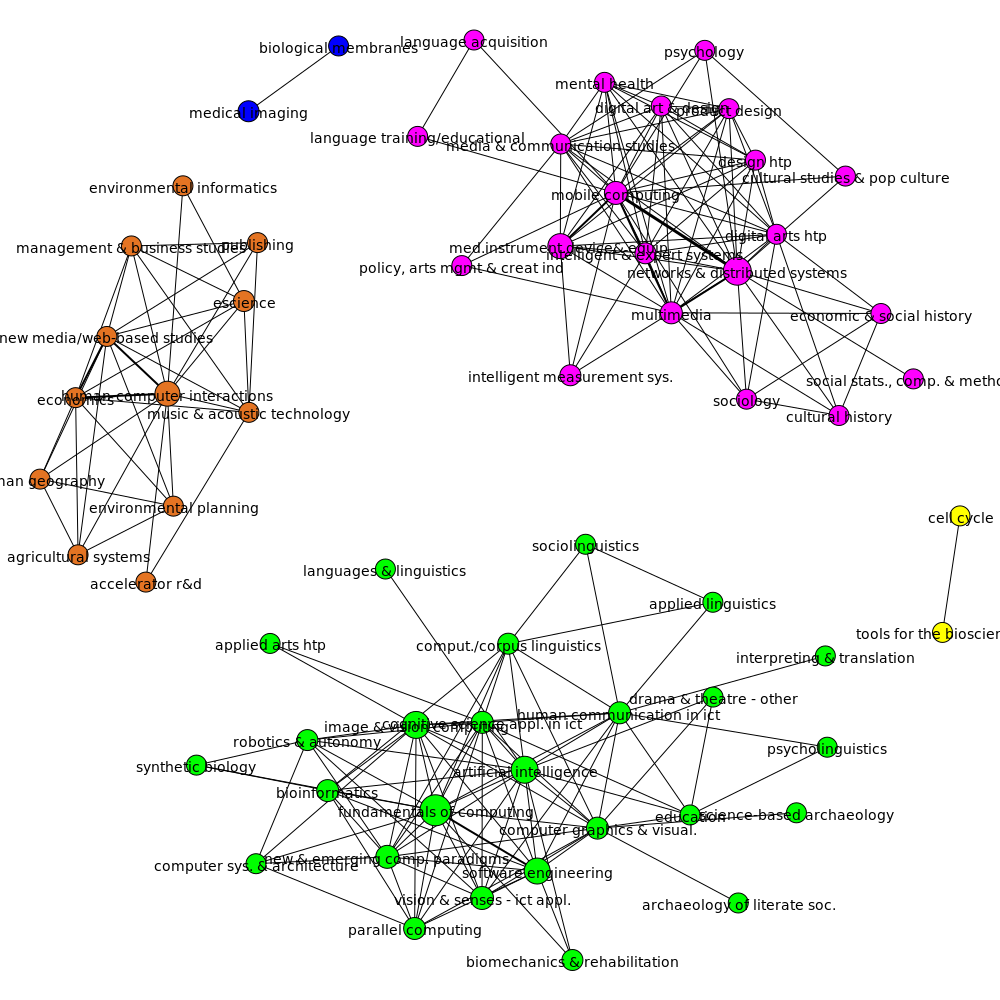 biological membranes
language acquisition
psychology
mental health
digital art & design
product design
medical imaging
language training/educational
media & communication studies
design htp
cultural studies & pop culture
environmental informatics
mobile computing
digital arts htp
management & business studies
publishing
med.instrument.device& equip.
intelligent & expert systems
policy, arts mgmt & creat ind
networks & distributed systems
escience
multimedia
economic & social history
new media/web-based studies
intelligent measurement sys.
social stats., comp. & metho
economics
human computer interactions
sociology
music & acoustic technology
cultural history
an geography
environmental planning
cell cycle
sociolinguistics
agricultural systems
languages & linguistics
accelerator r&d
applied linguistics
tools for the bioscien
applied arts htp
comput./corpus linguistics
interpreting & translation
drama & theatre - other
human communication in ict
image & vision computing
cognitive science appl. in ict
robotics & autonomy
psycholinguistics
synthetic biology
artificial intelligence
bioinformatics
fundamentals of computing
education
science-based archaeology
computer graphics & visual.
new & emerging comp. paradigms
computer sys. & architecture
software engineering
vision & senses - ict appl.
archaeology of literate soc.
parallel computing
biomechanics & rehabilitation